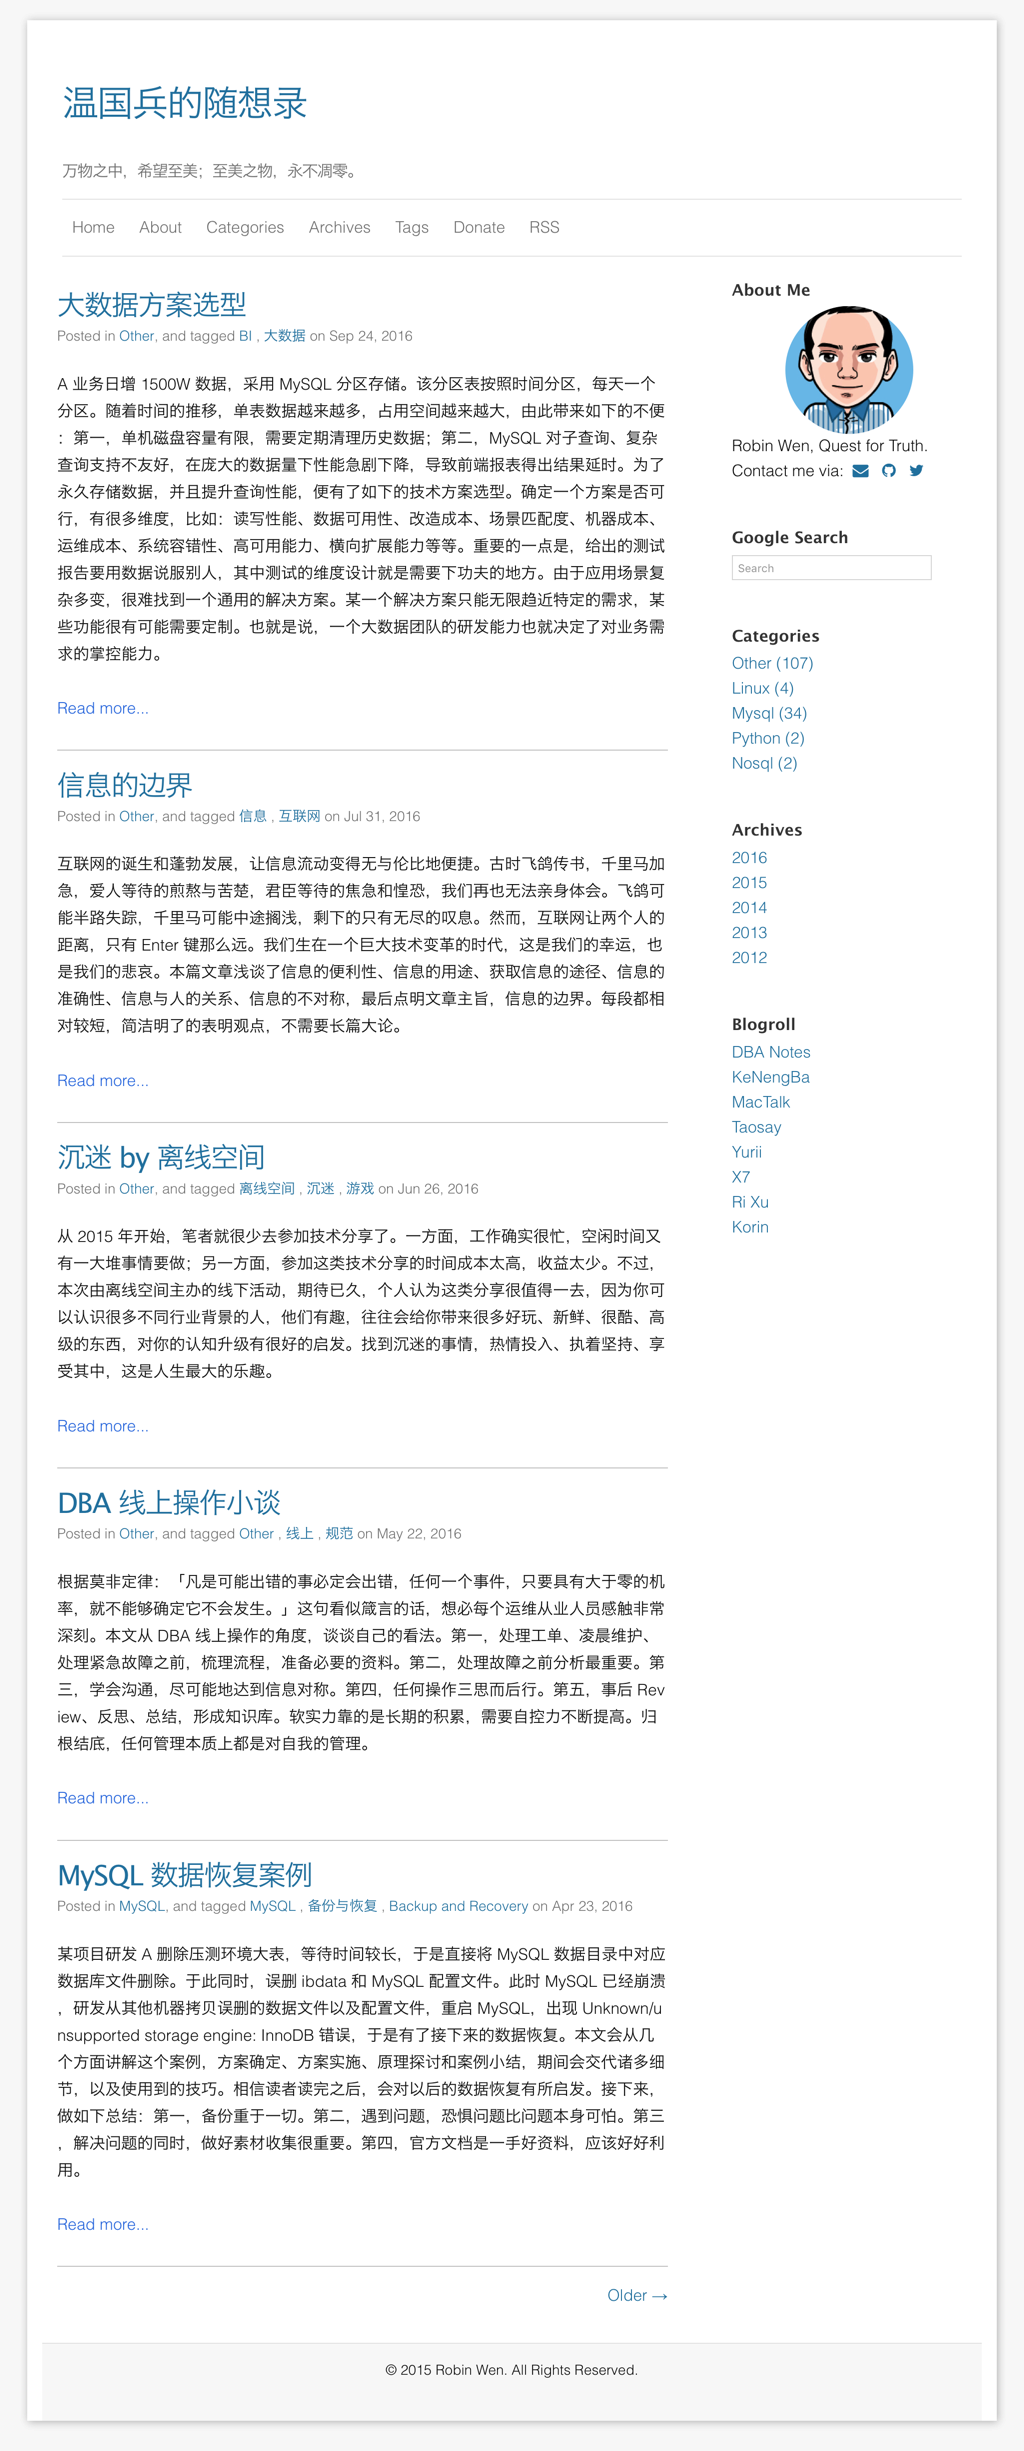 温国兵的随想录
万物之中，希望至美；至美之物，永不凋零。
Home About Categories Archives Tags Donate RSS
大数据方案选型
Posted in Other, and tagged BI , 大数据 on Sep 24, 2016
A 业务日增 1500W 数据，采用 MySQL 分区存储。该分区表按照时间分区，每天一个
分区。随着时间的推移，单表数据越来越多，占用空间越来越大，由此带来如下的不便
：第一，单机磁盘容量有限，需要定期清理历史数据；第二，MySQL 对子查询、复杂
查询支持不友好，在庞大的数据量下性能急剧下降，导致前端报表得出结果延时。为了
永久存储数据，并且提升查询性能，便有了如下的技术方案选型。确定一个方案是否可
行，有很多维度，比如：读写性能、数据可用性、改造成本、场景匹配度、机器成本、
运维成本、系统容错性、高可用能力、横向扩展能力等等。重要的一点是，给出的测试
报告要用数据说服别人，其中测试的维度设计就是需要下功夫的地方。由于应用场景复
杂多变，很难找到一个通用的解决方案。某一个解决方案只能无限趋近特定的需求，某
些功能很有可能需要定制。也就是说，一个大数据团队的研发能力也就决定了对业务需
求的掌控能力。
Read more...
信息的边界
Posted in Other, and tagged 信息 , 互联网 on Jul 31, 2016
互联网的诞生和蓬勃发展，让信息流动变得无与伦比地便捷。古时飞鸽传书，千里马加
急，爱人等待的煎熬与苦楚，君臣等待的焦急和惶恐，我们再也无法亲身体会。飞鸽可
能半路失踪，千里马可能中途搁浅，剩下的只有无尽的叹息。然而，互联网让两个人的
距离，只有 Enter 键那么远。我们生在一个巨大技术变革的时代，这是我们的幸运，也
是我们的悲哀。本篇文章浅谈了信息的便利性、信息的用途、获取信息的途径、信息的
准确性、信息与人的关系、信息的不对称，最后点明文章主旨，信息的边界。每段都相
对较短，简洁明了的表明观点，不需要长篇大论。
Read more...
沉迷 by 离线空间
Posted in Other, and tagged 离线空间 , 沉迷 , 游戏 on Jun 26, 2016
从 2015 年开始，笔者就很少去参加技术分享了。一方面，工作确实很忙，空闲时间又
有一大堆事情要做；另一方面，参加这类技术分享的时间成本太高，收益太少。不过，
本次由离线空间主办的线下活动，期待已久，个人认为这类分享很值得一去，因为你可
以认识很多不同行业背景的人，他们有趣，往往会给你带来很多好玩、新鲜、很酷、高
级的东西，对你的认知升级有很好的启发。找到沉迷的事情，热情投入、执着坚持、享
受其中，这是人生最大的乐趣。
Read more...
DBA 线上操作小谈
Posted in Other, and tagged Other , 线上 , 规范 on May 22, 2016
根据莫非定律：「凡是可能出错的事必定会出错，任何一个事件，只要具有大于零的机
率，就不能够确定它不会发生。」这句看似箴言的话，想必每个运维从业人员感触非常
深刻。本文从 DBA 线上操作的角度，谈谈自己的看法。第一，处理工单、凌晨维护、
处理紧急故障之前，梳理流程，准备必要的资料。第二，处理故障之前分析最重要。第
三，学会沟通，尽可能地达到信息对称。第四，任何操作三思而后行。第五，事后 Rev
iew、反思、总结，形成知识库。软实力靠的是长期的积累，需要自控力不断提高。归
根结底，任何管理本质上都是对自我的管理。
Read more...
MySQL 数据恢复案例
Posted in MySQL, and tagged MySQL , 备份与恢复 , Backup and Recovery on Apr 23, 2016
某项目研发 A 删除压测环境大表，等待时间较长，于是直接将 MySQL 数据目录中对应
数据库文件删除。于此同时，误删 ibdata 和 MySQL 配置文件。此时 MySQL 已经崩溃
，研发从其他机器拷贝误删的数据文件以及配置文件，重启 MySQL，出现 Unknown/u
nsupported storage engine: InnoDB 错误，于是有了接下来的数据恢复。本文会从几
个方面讲解这个案例，方案确定、方案实施、原理探讨和案例小结，期间会交代诸多细
节，以及使用到的技巧。相信读者读完之后，会对以后的数据恢复有所启发。接下来，
做如下总结：第一，备份重于一切。第二，遇到问题，恐惧问题比问题本身可怕。第三
，解决问题的同时，做好素材收集很重要。第四，官方文档是一手好资料，应该好好利
用。
Read more...
Older →
About Me
Robin Wen, Quest for Truth.
Contact me via:
Google Search
Search
Categories
Other (107)
Linux (4)
Mysql (34)
Python (2)
Nosql (2)
Archives
2016
2015
2014
2013
2012
Blogroll
DBA Notes
KeNengBa
MacTalk
Taosay
Yurii
X7
Ri Xu
Korin
© 2015 Robin Wen. All Rights Reserved.